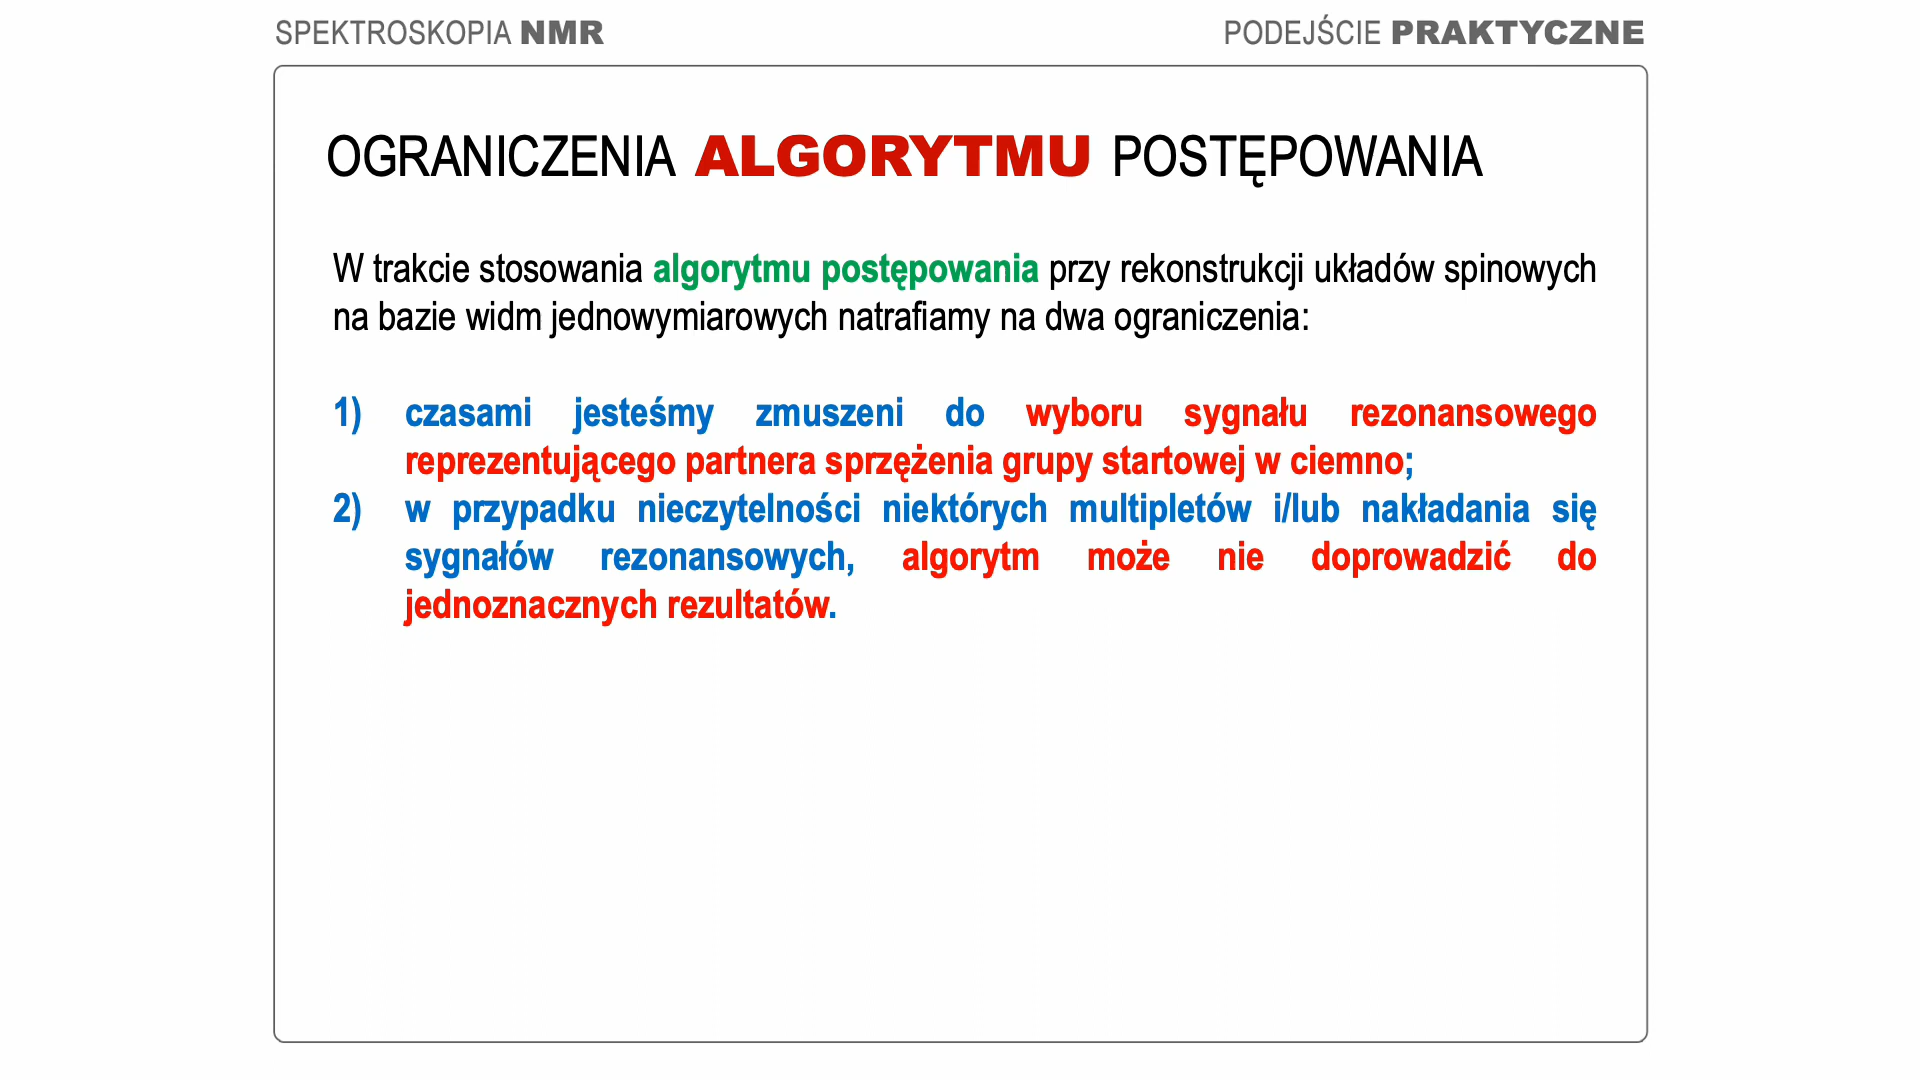 SPEKTROSKOPIA NMR
PODEJŚCIE PRAKTYCZNE
OGRANICZENIA ALGORYTMU POSTĘPOWANIA
W trakcie stosowania algorytmu postępowania przy rekonstrukcji układów spinowych
na bazie widm jednowymiarowych natrafiamy na dwa ograniczenia:
1) czasami jesteśmy zmuszeni do wyboru sygnału rezonansowego
reprezentującego partnera sprzężenia grupy startowej w ciemno;
2) w przypadku nieczytelności niektórych multipletów i/lub nakładania się
sygnałów rezonansowych, algorytm może nie doprowadzić do
jednoznacznych rezultatów.